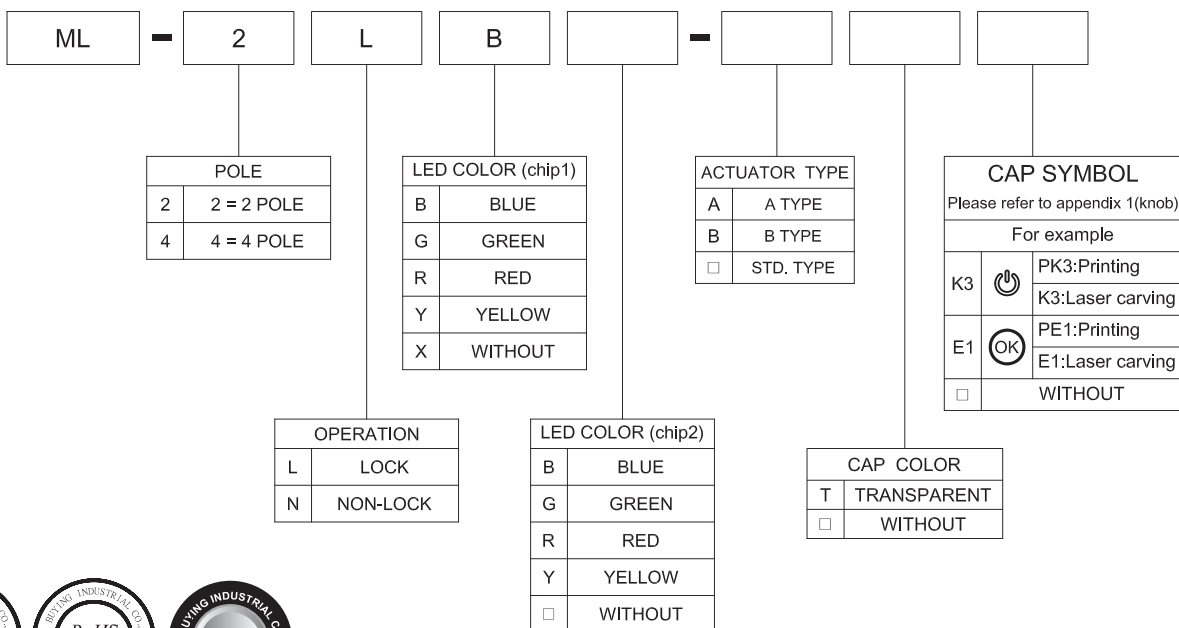 ML - 2 L B -
POLE
2 2 = 2 POLE
4 4 = 4 POLE
LED COLOR (chip1)
B BLUE
G GREEN
R RED
Y YELLOW
X WITHOUT
ACTUATOR TYPE
A A TYPE
B B TYPE
□ STD. TYPE
CAP SYMBOL
Please refer to appendix 1(knob)
For example
K3 PK3:Printing
K3:Laser carving
E1 OK PE1:Printing
E1:Laser carving
□ WITHOUT
OPERATION
L LOCK
N NON-LOCK
LED COLOR (chip2)
B BLUE
G GREEN
R RED
Y YELLOW
□ WITHOUT
CAP COLOR
T TRANSPARENT
□ WITHOUT
BUYING INDUSTRIAL CO.